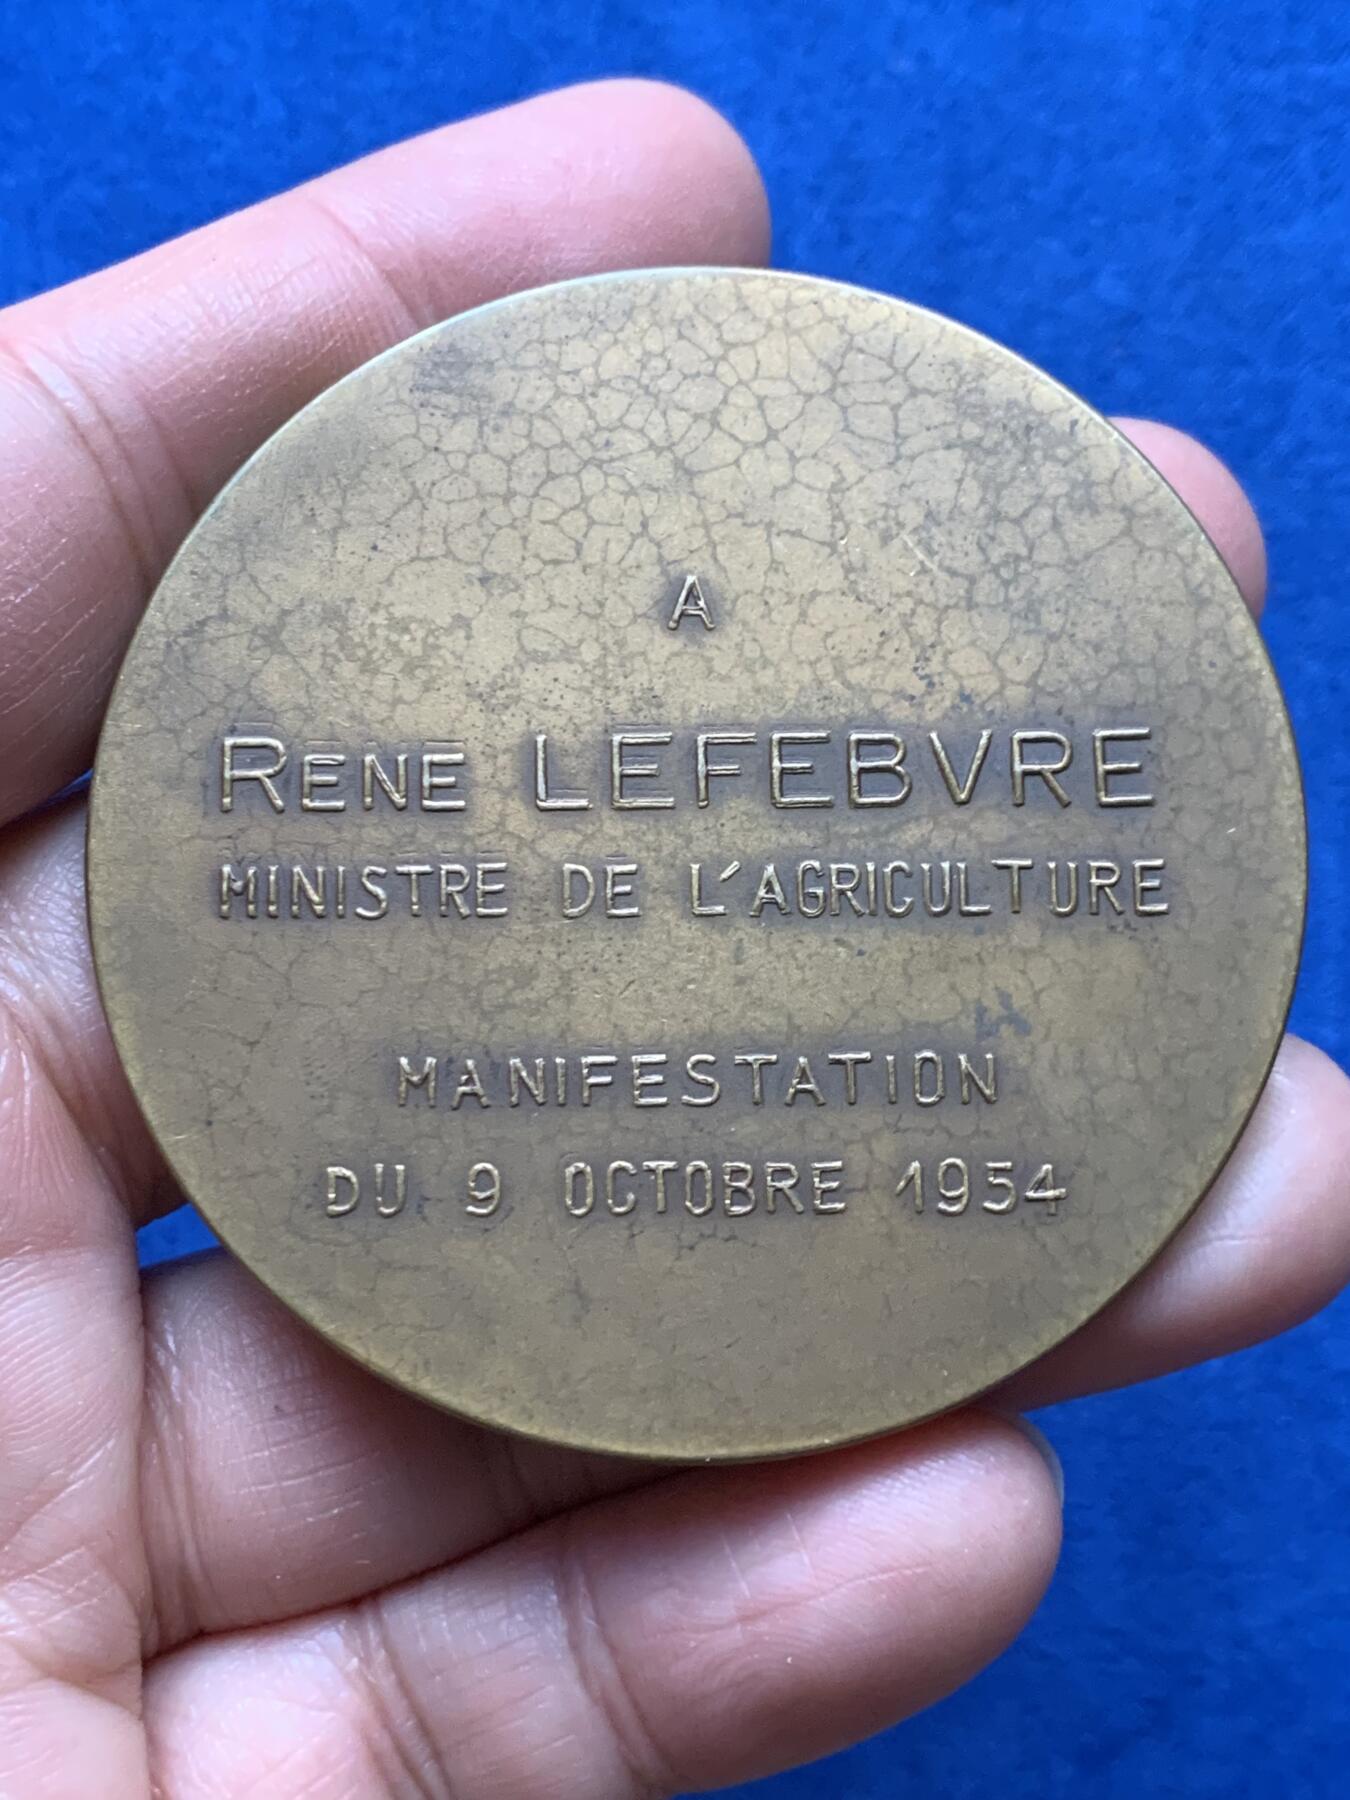 A
RENE LEFEBVRE
MINISTRE DE L'AGRICULTURE
MANIFESTATION
DU 9 OCTOBRE 1954